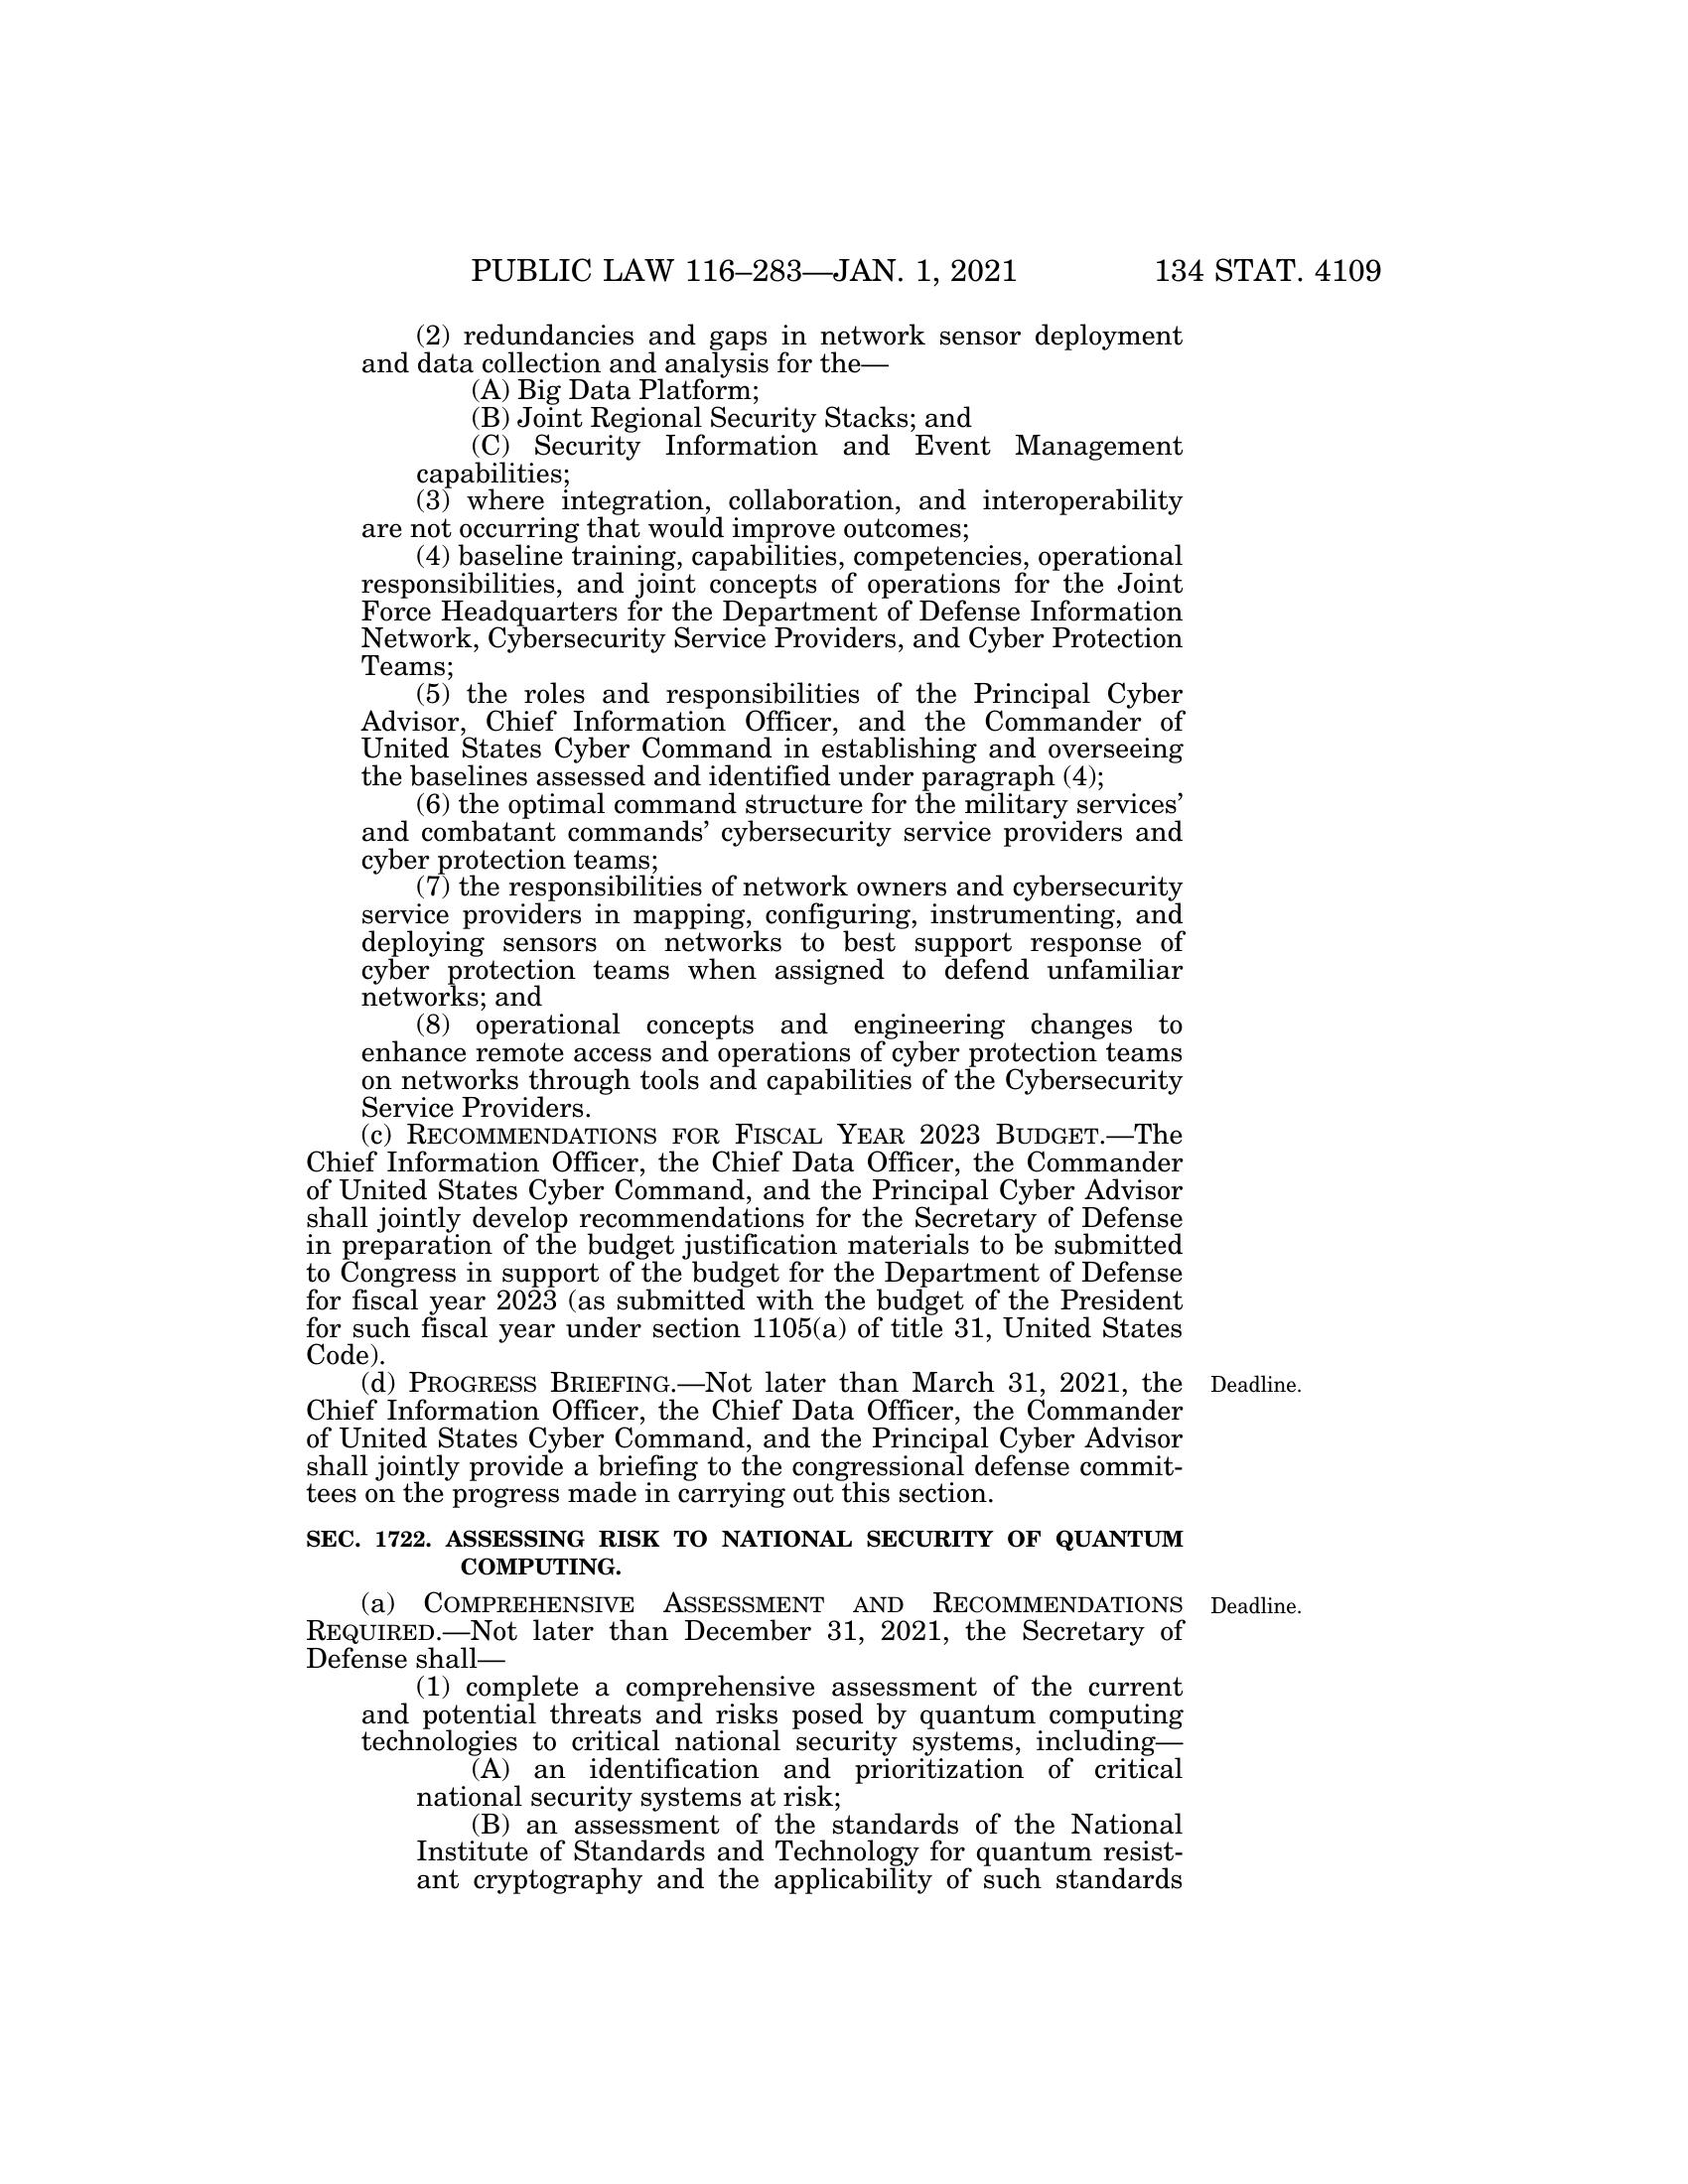 PUBLIC LAW 116–283—JAN. 1, 2021 134 STAT. 4109
(2) redundancies and gaps in network sensor deployment
and data collection and analysis for the—
(A) Big Data Platform;
(B) Joint Regional Security Stacks; and
(C) Security Information and Event Management
capabilities;
(3) where integration, collaboration, and interoperability
are not occurring that would improve outcomes;
(4) baseline training, capabilities, competencies, operational
responsibilities, and joint concepts of operations for the Joint
Force Headquarters for the Department of Defense Information
Network, Cybersecurity Service Providers, and Cyber Protection
Teams;
(5) the roles and responsibilities of the Principal Cyber
Advisor, Chief Information Officer, and the Commander of
United States Cyber Command in establishing and overseeing
the baselines assessed and identified under paragraph (4);
(6) the optimal command structure for the military services’
and combatant commands’ cybersecurity service providers and
cyber protection teams;
(7) the responsibilities of network owners and cybersecurity
service providers in mapping, configuring, instrumenting, and
deploying sensors on networks to best support response of
cyber protection teams when assigned to defend unfamiliar
networks; and
(8) operational concepts and engineering changes to
enhance remote access and operations of cyber protection teams
on networks through tools and capabilities of the Cybersecurity
Service Providers.
(c) RECOMMENDATIONS FOR FISCAL YEAR 2023 BUDGET.—The
Chief Information Officer, the Chief Data Officer, the Commander
of United States Cyber Command, and the Principal Cyber Advisor
shall jointly develop recommendations for the Secretary of Defense
in preparation of the budget justification materials to be submitted
to Congress in support of the budget for the Department of Defense
for fiscal year 2023 (as submitted with the budget of the President
for such fiscal year under section 1105(a) of title 31, United States
Code).
(d) PROGRESS BRIEFING.—Not later than March 31, 2021, the Deadline.
Chief Information Officer, the Chief Data Officer, the Commander
of United States Cyber Command, and the Principal Cyber Advisor
shall jointly provide a briefing to the congressional defense commit-
tees on the progress made in carrying out this section.
SEC. 1722. ASSESSING RISK TO NATIONAL SECURITY OF QUANTUM
COMPUTING.
(a) COMPREHENSIVE ASSESSMENT AND RECOMMENDATIONS Deadline.
REQUIRED.—Not later than December 31, 2021, the Secretary of
Defense shall—
(1) complete a comprehensive assessment of the current
and potential threats and risks posed by quantum computing
technologies to critical national security systems, including—
(A) an identification and prioritization of critical
national security systems at risk;
(B) an assessment of the standards of the National
Institute of Standards and Technology for quantum resist-
ant cryptography and the applicability of such standards